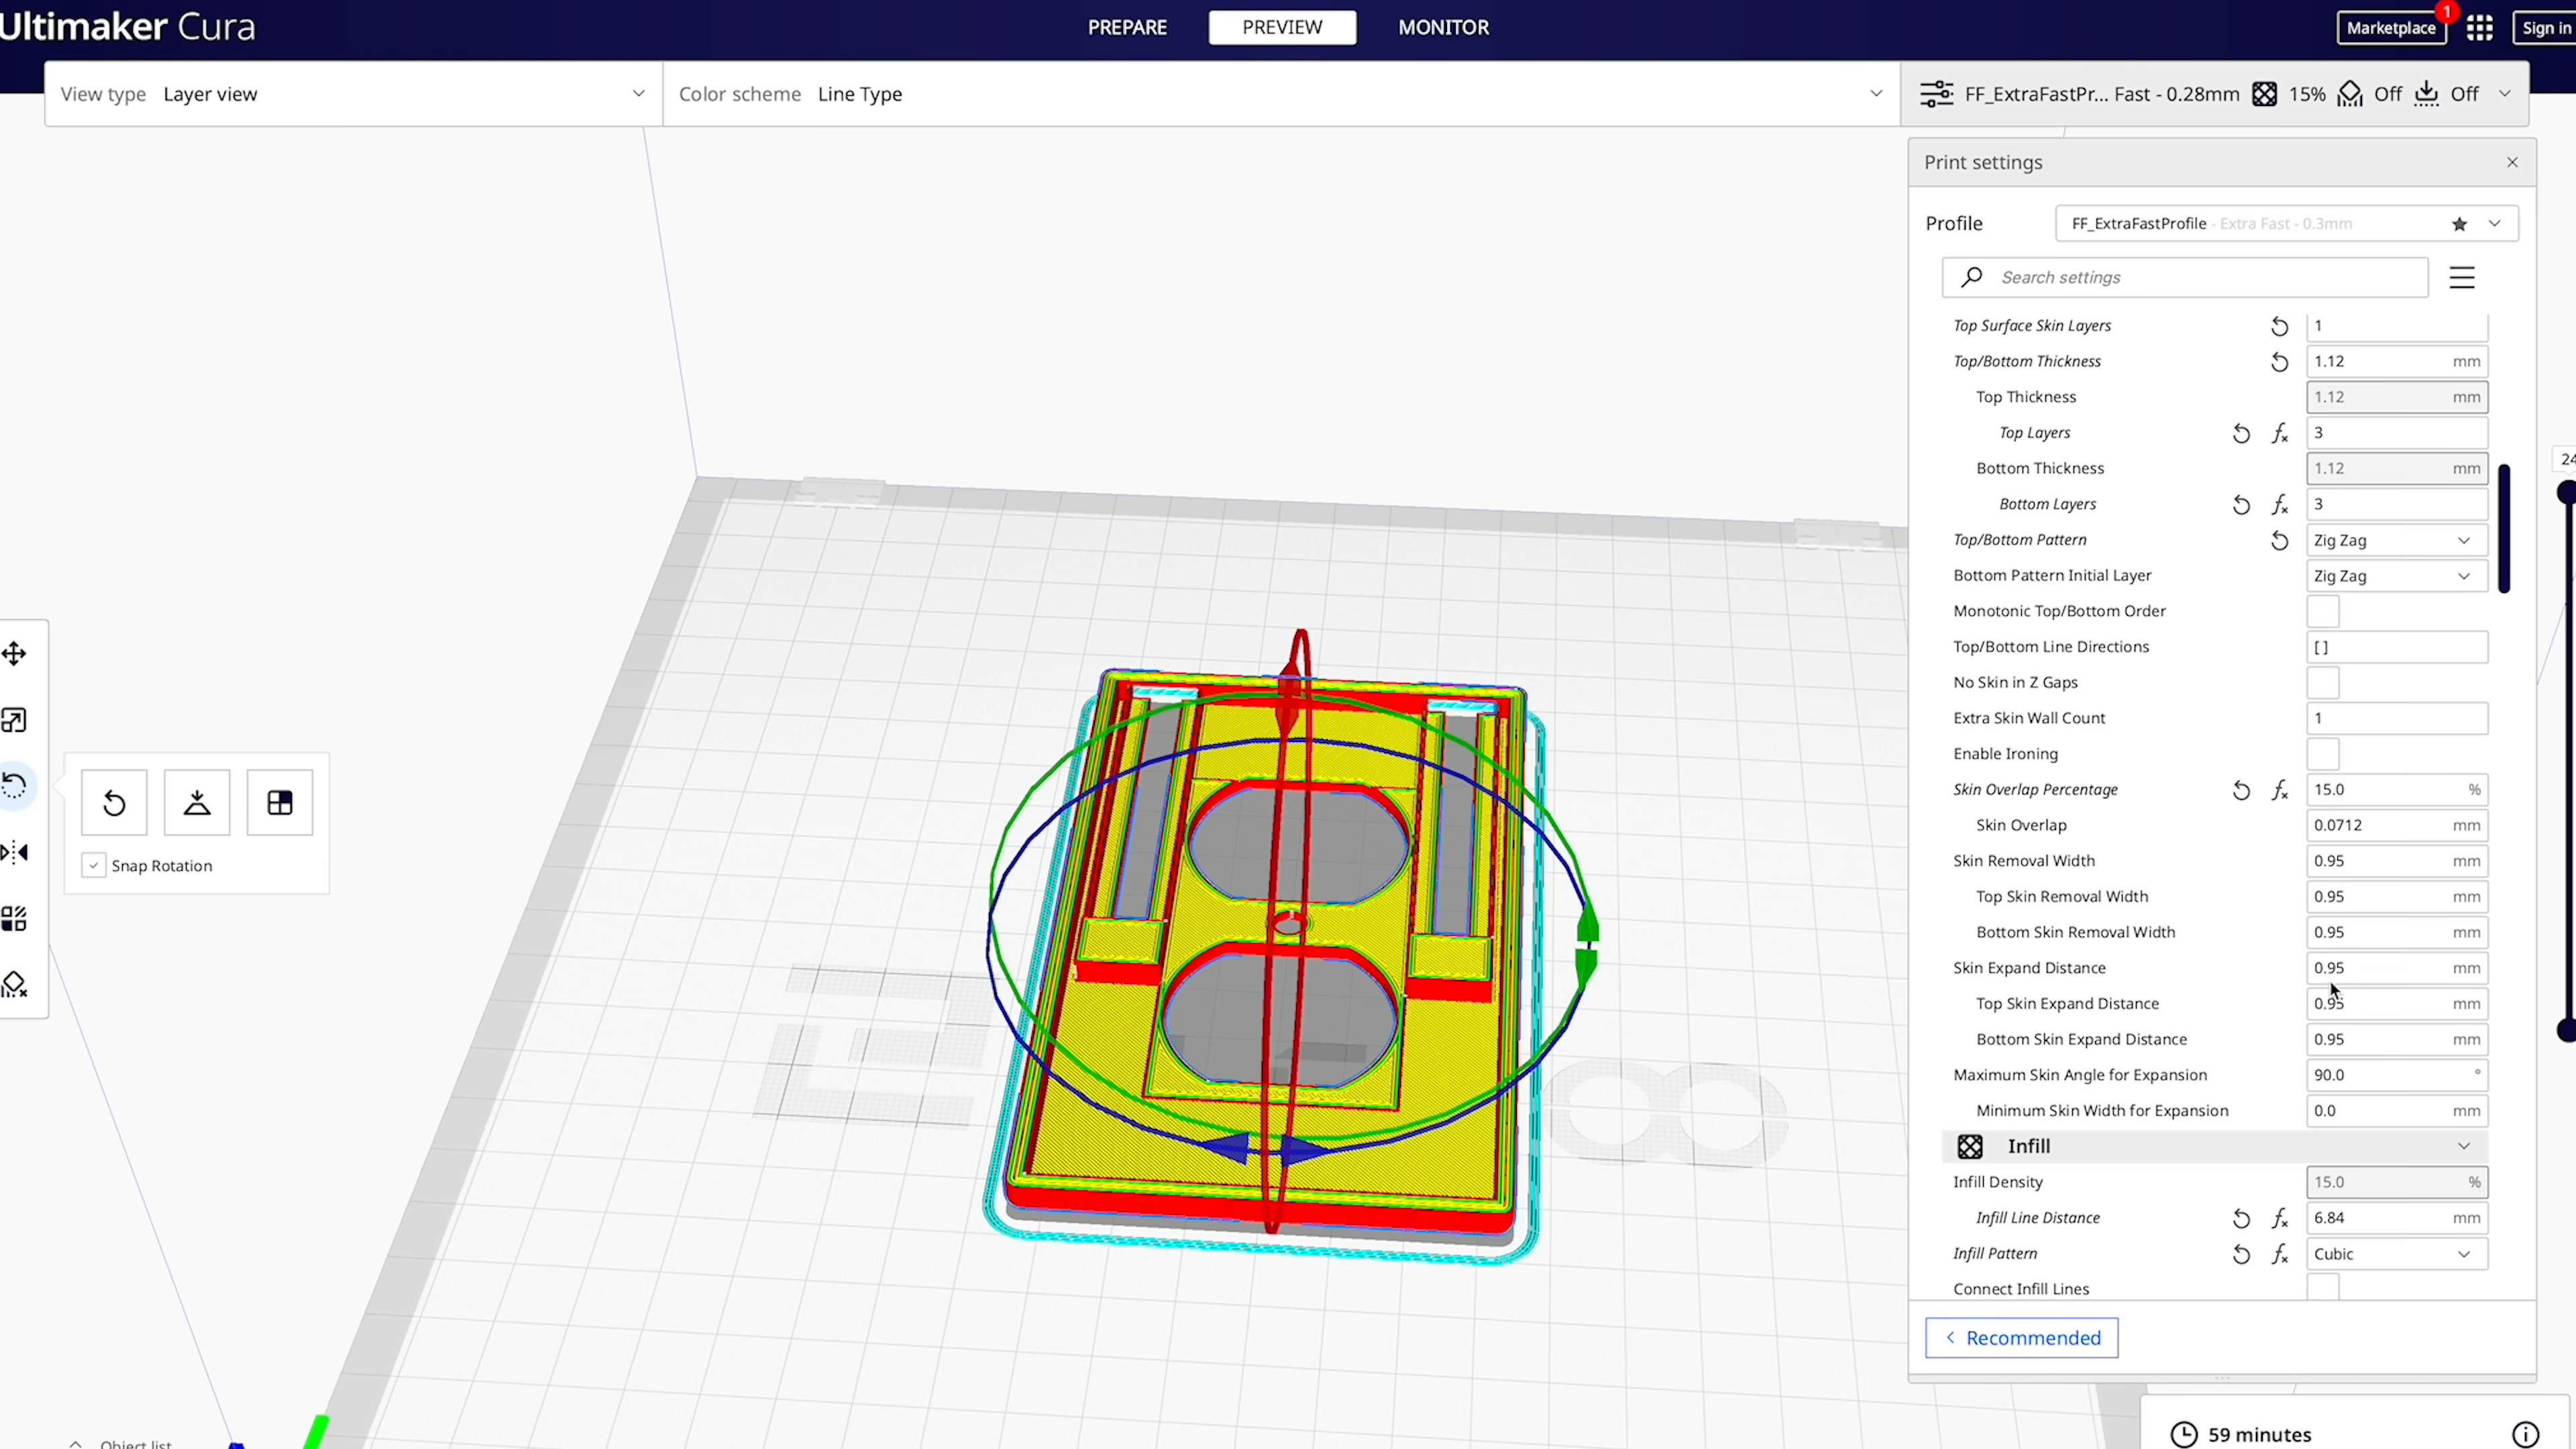 Ultimaker Cura
PREPARE
PREVIEW
MONITOR
Marketplace
1
Sign in
View type Layer view
Color scheme Line Type
FF_ExtraFastPr... Fast - 0.28mm
15%
Off
Off
Print settings
Profile
FF_ExtraFastProfile - Extra Fast - 0.3mm
Search settings
Top Surface Skin Layers 1
Top/Bottom Thickness 1.12 mm
Top Thickness 1.12 mm
Top Layers 3
Bottom Thickness 1.12 mm
Bottom Layers 3
Top/Bottom Pattern Zig Zag
Bottom Pattern Initial Layer Zig Zag
Monotonic Top/Bottom Order
Top/Bottom Line Directions []
No Skin in Z Gaps
Extra Skin Wall Count 1
Enable Ironing
Skin Overlap Percentage 15.0 %
Skin Overlap 0.0712 mm
Skin Removal Width 0.95 mm
Top Skin Removal Width 0.95 mm
Bottom Skin Removal Width 0.95 mm
Skin Expand Distance 0.95 mm
Top Skin Expand Distance 0.95 mm
Bottom Skin Expand Distance 0.95 mm
Maximum Skin Angle for Expansion 90.0 °
Minimum Skin Width for Expansion 0.0 mm
Infill
Infill Density 15.0 %
Infill Line Distance 6.84 mm
Infill Pattern Cubic
Connect Infill Lines
Recommended
Snap Rotation
Object list
59 minutes